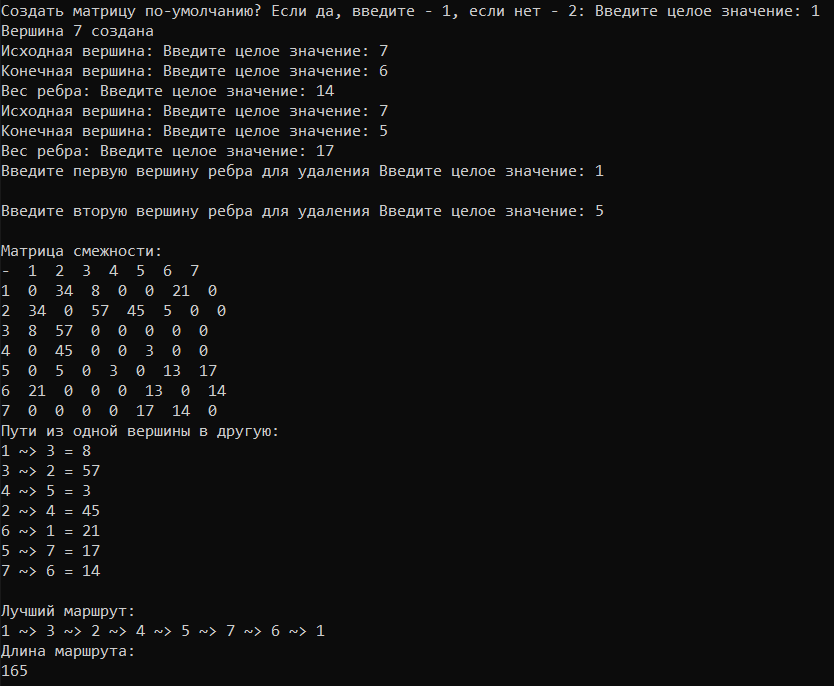 Создать матрицу по-умолчанию? Если да, введите - 1, если нет - 2: Введите целое значение: 1
Вершина 7 создана
Исходная вершина: Введите целое значение: 7
Конечная вершина: Введите целое значение: 6
Вес ребра: Введите целое значение: 14
Исходная вершина: Введите целое значение: 7
Конечная вершина: Введите целое значение: 5
Вес ребра: Введите целое значение: 17
Введите первую вершину ребра для удаления Введите целое значение: 1
Введите вторую вершину ребра для удаления Введите целое значение: 5
Матрица смежности:
-  1  2  3  4  5  6  7
1  0  34  8  0  0  21  0
2  34  0  57  45  5  0  0
3  8  57  0  0  0  0  0
4  0  45  0  0  3  0  0
5  0  5  0  3  0  13  17
6  21  0  0  0  13  0  14
7  0  0  0  0  17  14  0
Пути из одной вершины в другую:
1 ~> 3 = 8
3 ~> 2 = 57
4 ~> 5 = 3
2 ~> 4 = 45
6 ~> 1 = 21
5 ~> 7 = 17
7 ~> 6 = 14
Лучший маршрут:
1 ~> 3 ~> 2 ~> 4 ~> 5 ~> 7 ~> 6 ~> 1
Длина маршрута:
165